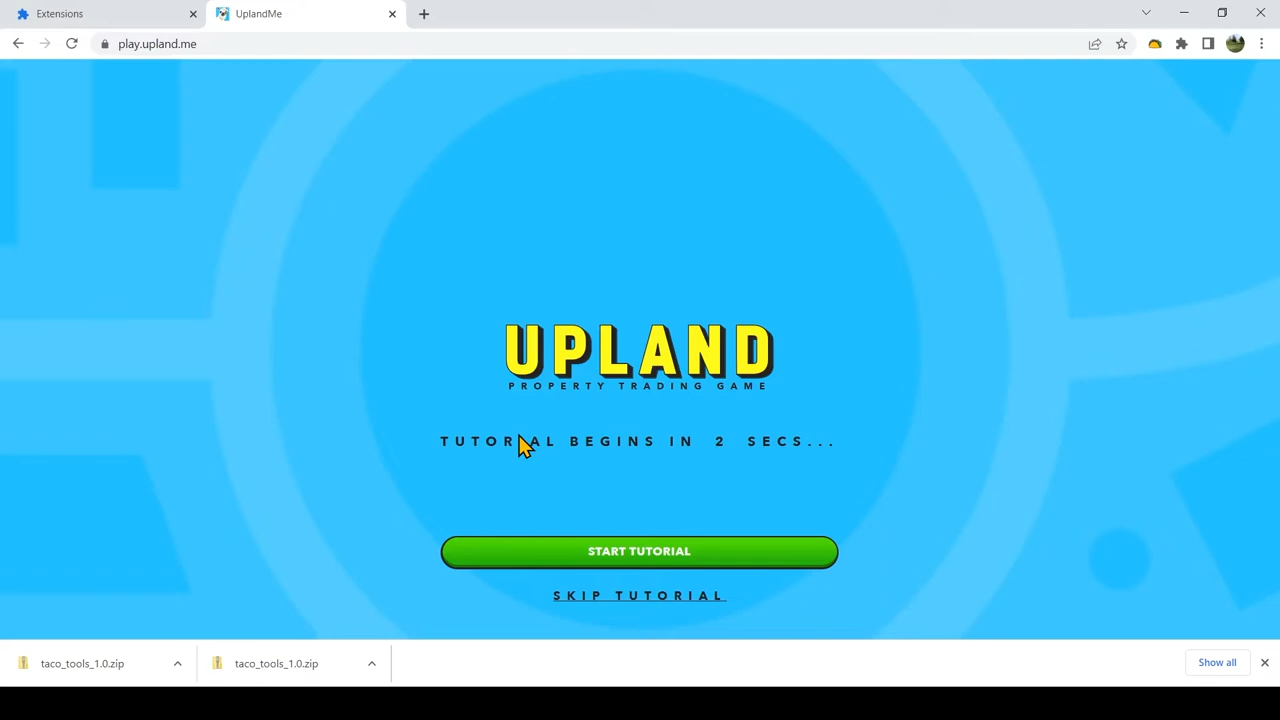 Extensions
UplandMe
play.upland.me
UPLAND
PROPERTY TRADING GAME
TUTORIAL BEGINS IN 2 SECS...
START TUTORIAL
SKIP TUTORIAL
taco_tools_1.0.zip
taco_tools_1.0.zip
Show all